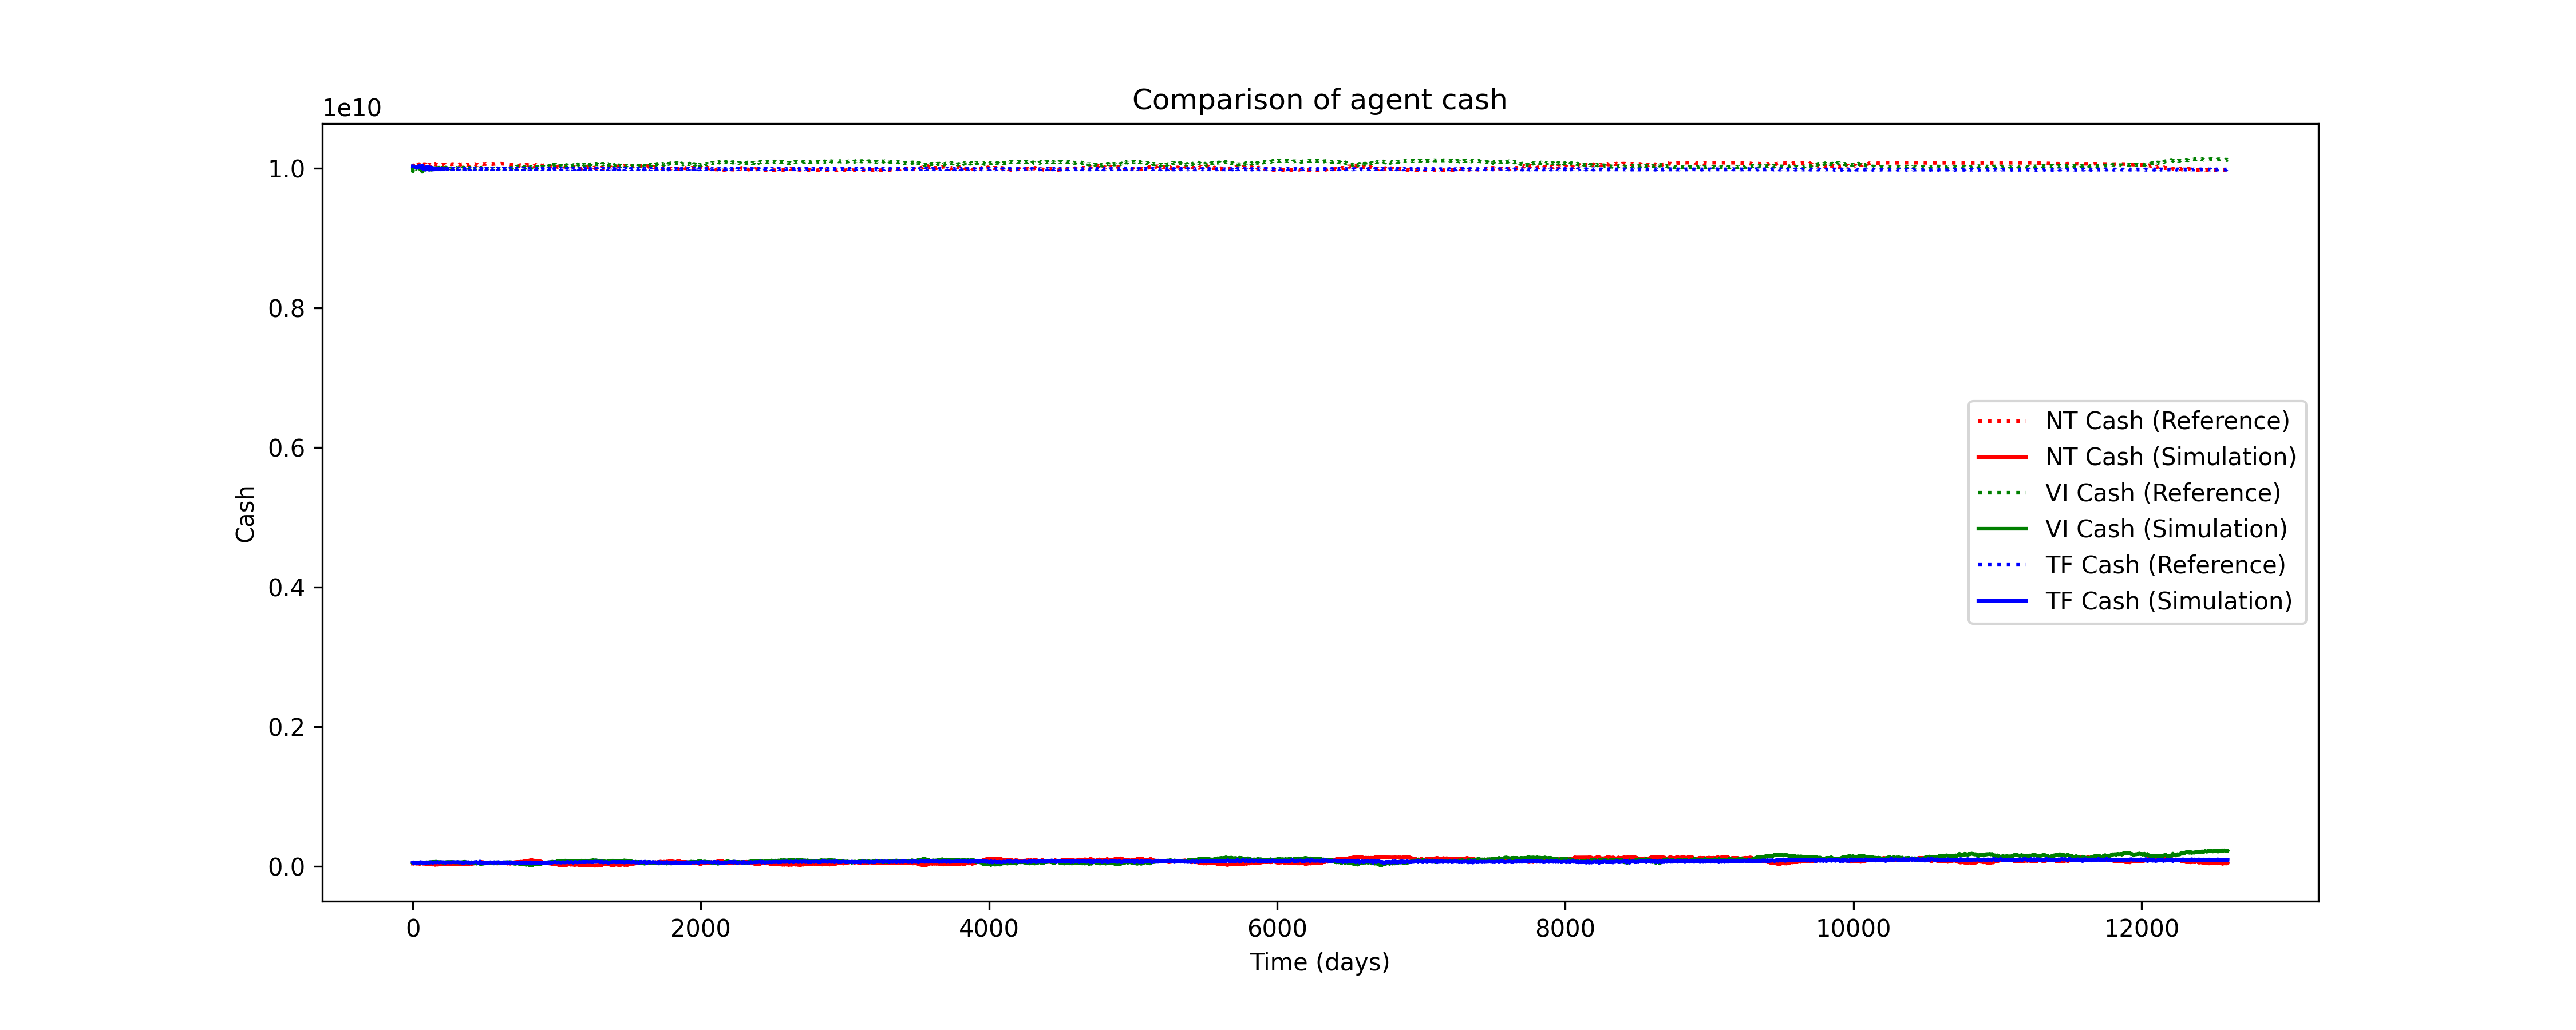 Comparison of agent cash
1e10
1.0
0.8
0.6
0.4
0.2
0.0
Cash
0 2000 4000 6000 8000 10000 12000
Time (days)
NT Cash (Reference)
NT Cash (Simulation)
VI Cash (Reference)
VI Cash (Simulation)
TF Cash (Reference)
TF Cash (Simulation)